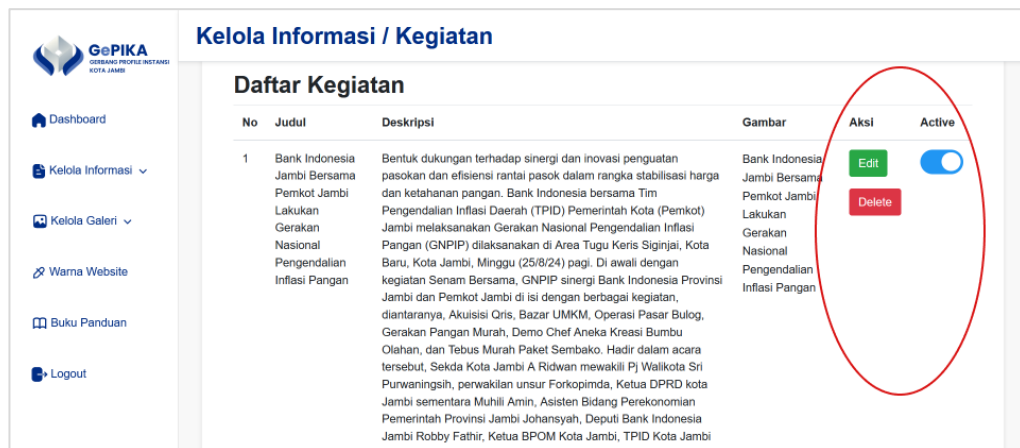 GePIKA
GERBANG PROFILE INSTANSI
KOTA JAMBI
Dashboard
Kelola Informasi
Kelola Galeri
Warna Website
Buku Panduan
Logout
Kelola Informasi / Kegiatan
Daftar Kegiatan
No Judul Deskripsi Gambar Aksi Active
1
Bank Indonesia
Jambi Bersama
Pemkot Jambi
Lakukan
Gerakan
Nasional
Pengendalian
Inflasi Pangan
Bentuk dukungan terhadap sinergi dan inovasi penguatan
pasokan dan efisiensi rantai pasok dalam rangka stabilisasi harga
dan ketahanan pangan. Bank Indonesia bersama Tim
Pengendalian Inflasi Daerah (TPID) Pemerintah Kota (Pemkot)
Jambi melaksanakan Gerakan Nasional Pengendalian Inflasi
Pangan (GNPIP) dilaksanakan di Area Tugu Keris Siginjai, Kota
Baru, Kota Jambi, Minggu (25/8/24) pagi. Di awali dengan
kegiatan Senam Bersama, GNPIP sinergi Bank Indonesia Provinsi
Jambi dan Pemkot Jambi di isi dengan berbagai kegiatan,
diantaranya, Akuisisi Qris, Bazar UMKM, Operasi Pasar Bulog,
Gerakan Pangan Murah, Demo Chef Aneka Kreasi Bumbu
Olahan, dan Tebus Murah Paket Sembako. Hadir dalam acara
tersebut, Sekda Kota Jambi A Ridwan mewakili Pj Walikota Sri
Purwaningsih, perwakilan unsur Forkopimda, Ketua DPRD kota
Jambi sementara Muhili Amin, Asisten Bidang Perekonomian
Pemerintah Provinsi Jambi Johansyah, Deputi Bank Indonesia
Jambi Robby Fathir, Ketua BPOM Kota Jambi, TPID Kota Jambi
Bank Indonesia
Jambi Bersama
Pemkot Jambi
Lakukan
Gerakan
Nasional
Pengendalian
Inflasi Pangan
Edit
Delete